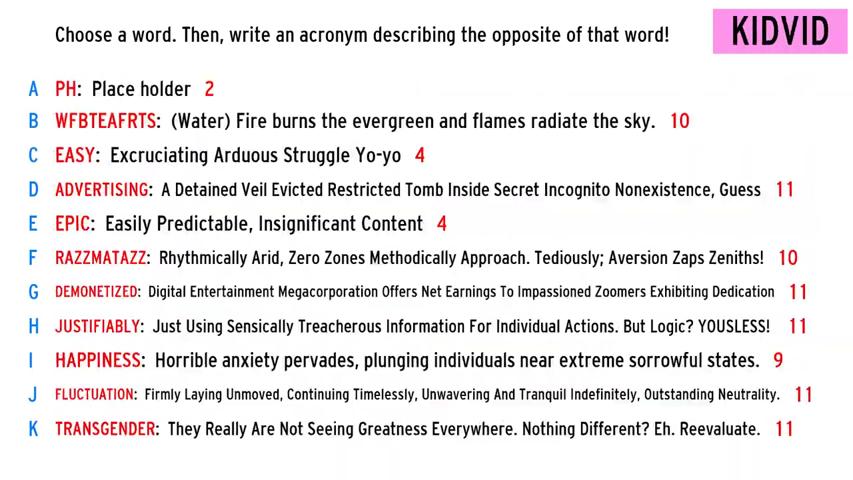 Choose a word. Then, write an acronym describing the opposite of that word!
KIDVID
A PH: Place holder 2
B WFBTEAFRTS: (Water) Fire burns the evergreen and flames radiate the sky. 10
C EASY: Excruciating Arduous Struggle Yo-yo 4
D ADVERTISING: A Detained Veil Evicted Restricted Tomb Inside Secret Incognito Nonexistence, Guess 11
E EPIC: Easily Predictable, Insignificant Content 4
F RAZZMATAZZ: Rhythmically Arid, Zero Zones Methodically Approach. Tediously; Aversion Zaps Zeniths! 10
G DEMONETIZED: Digital Entertainment Megacorporation Offers Net Earnings To Impassioned Zoomers Exhibiting Dedication 11
H JUSTIFIABLY: Just Using Sensically Treacherous Information For Individual Actions. But Logic? YOUSLESS! 11
I HAPPINESS: Horrible anxiety pervades, plunging individuals near extreme sorrowful states. 9
J FLUCTUATION: Firmly Laying Unmoved, Continuing Timelessly, Unwavering And Tranquil Indefinitely, Outstanding Neutrality. 11
K TRANSGENDER: They Really Are Not Seeing Greatness Everywhere. Nothing Different? Eh. Reevaluate. 11